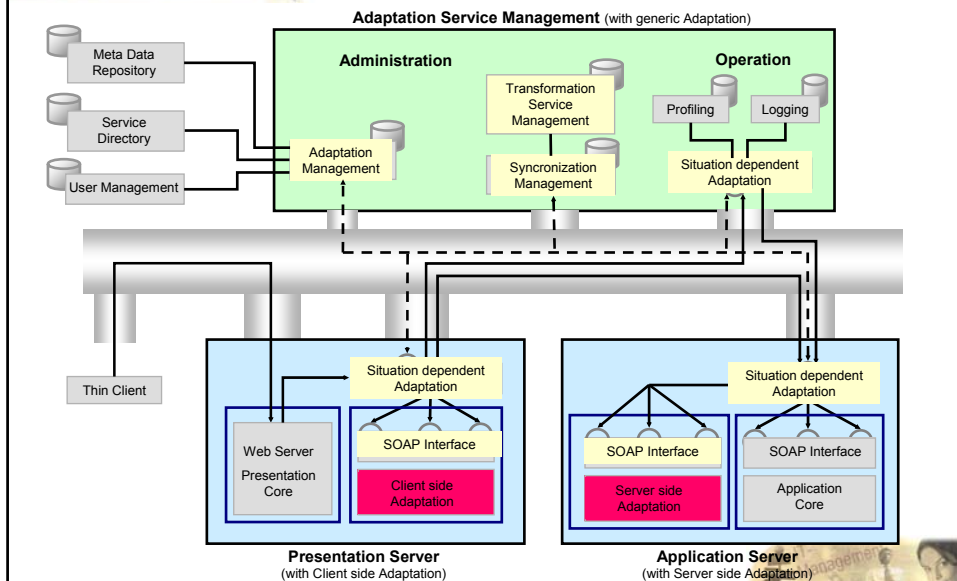 Adaptation Service Management (with generic Adaptation)
Meta Data
Repository
Service
Directory
User Management
Administration
Operation
Transformation
Service
Management
Profiling
Logging
Adaptation
Management
Syncronization
Management
Situation dependent
Adaptation
Thin Client
Situation dependent
Adaptation
Web Server
Presentation
Core
SOAP Interface
Client side
Adaptation
Presentation Server
(with Client side Adaptation)
Situation dependent
Adaptation
SOAP Interface
Server side
Adaptation
SOAP Interface
Application
Core
Application Server
(with Server side Adaptation)
Management